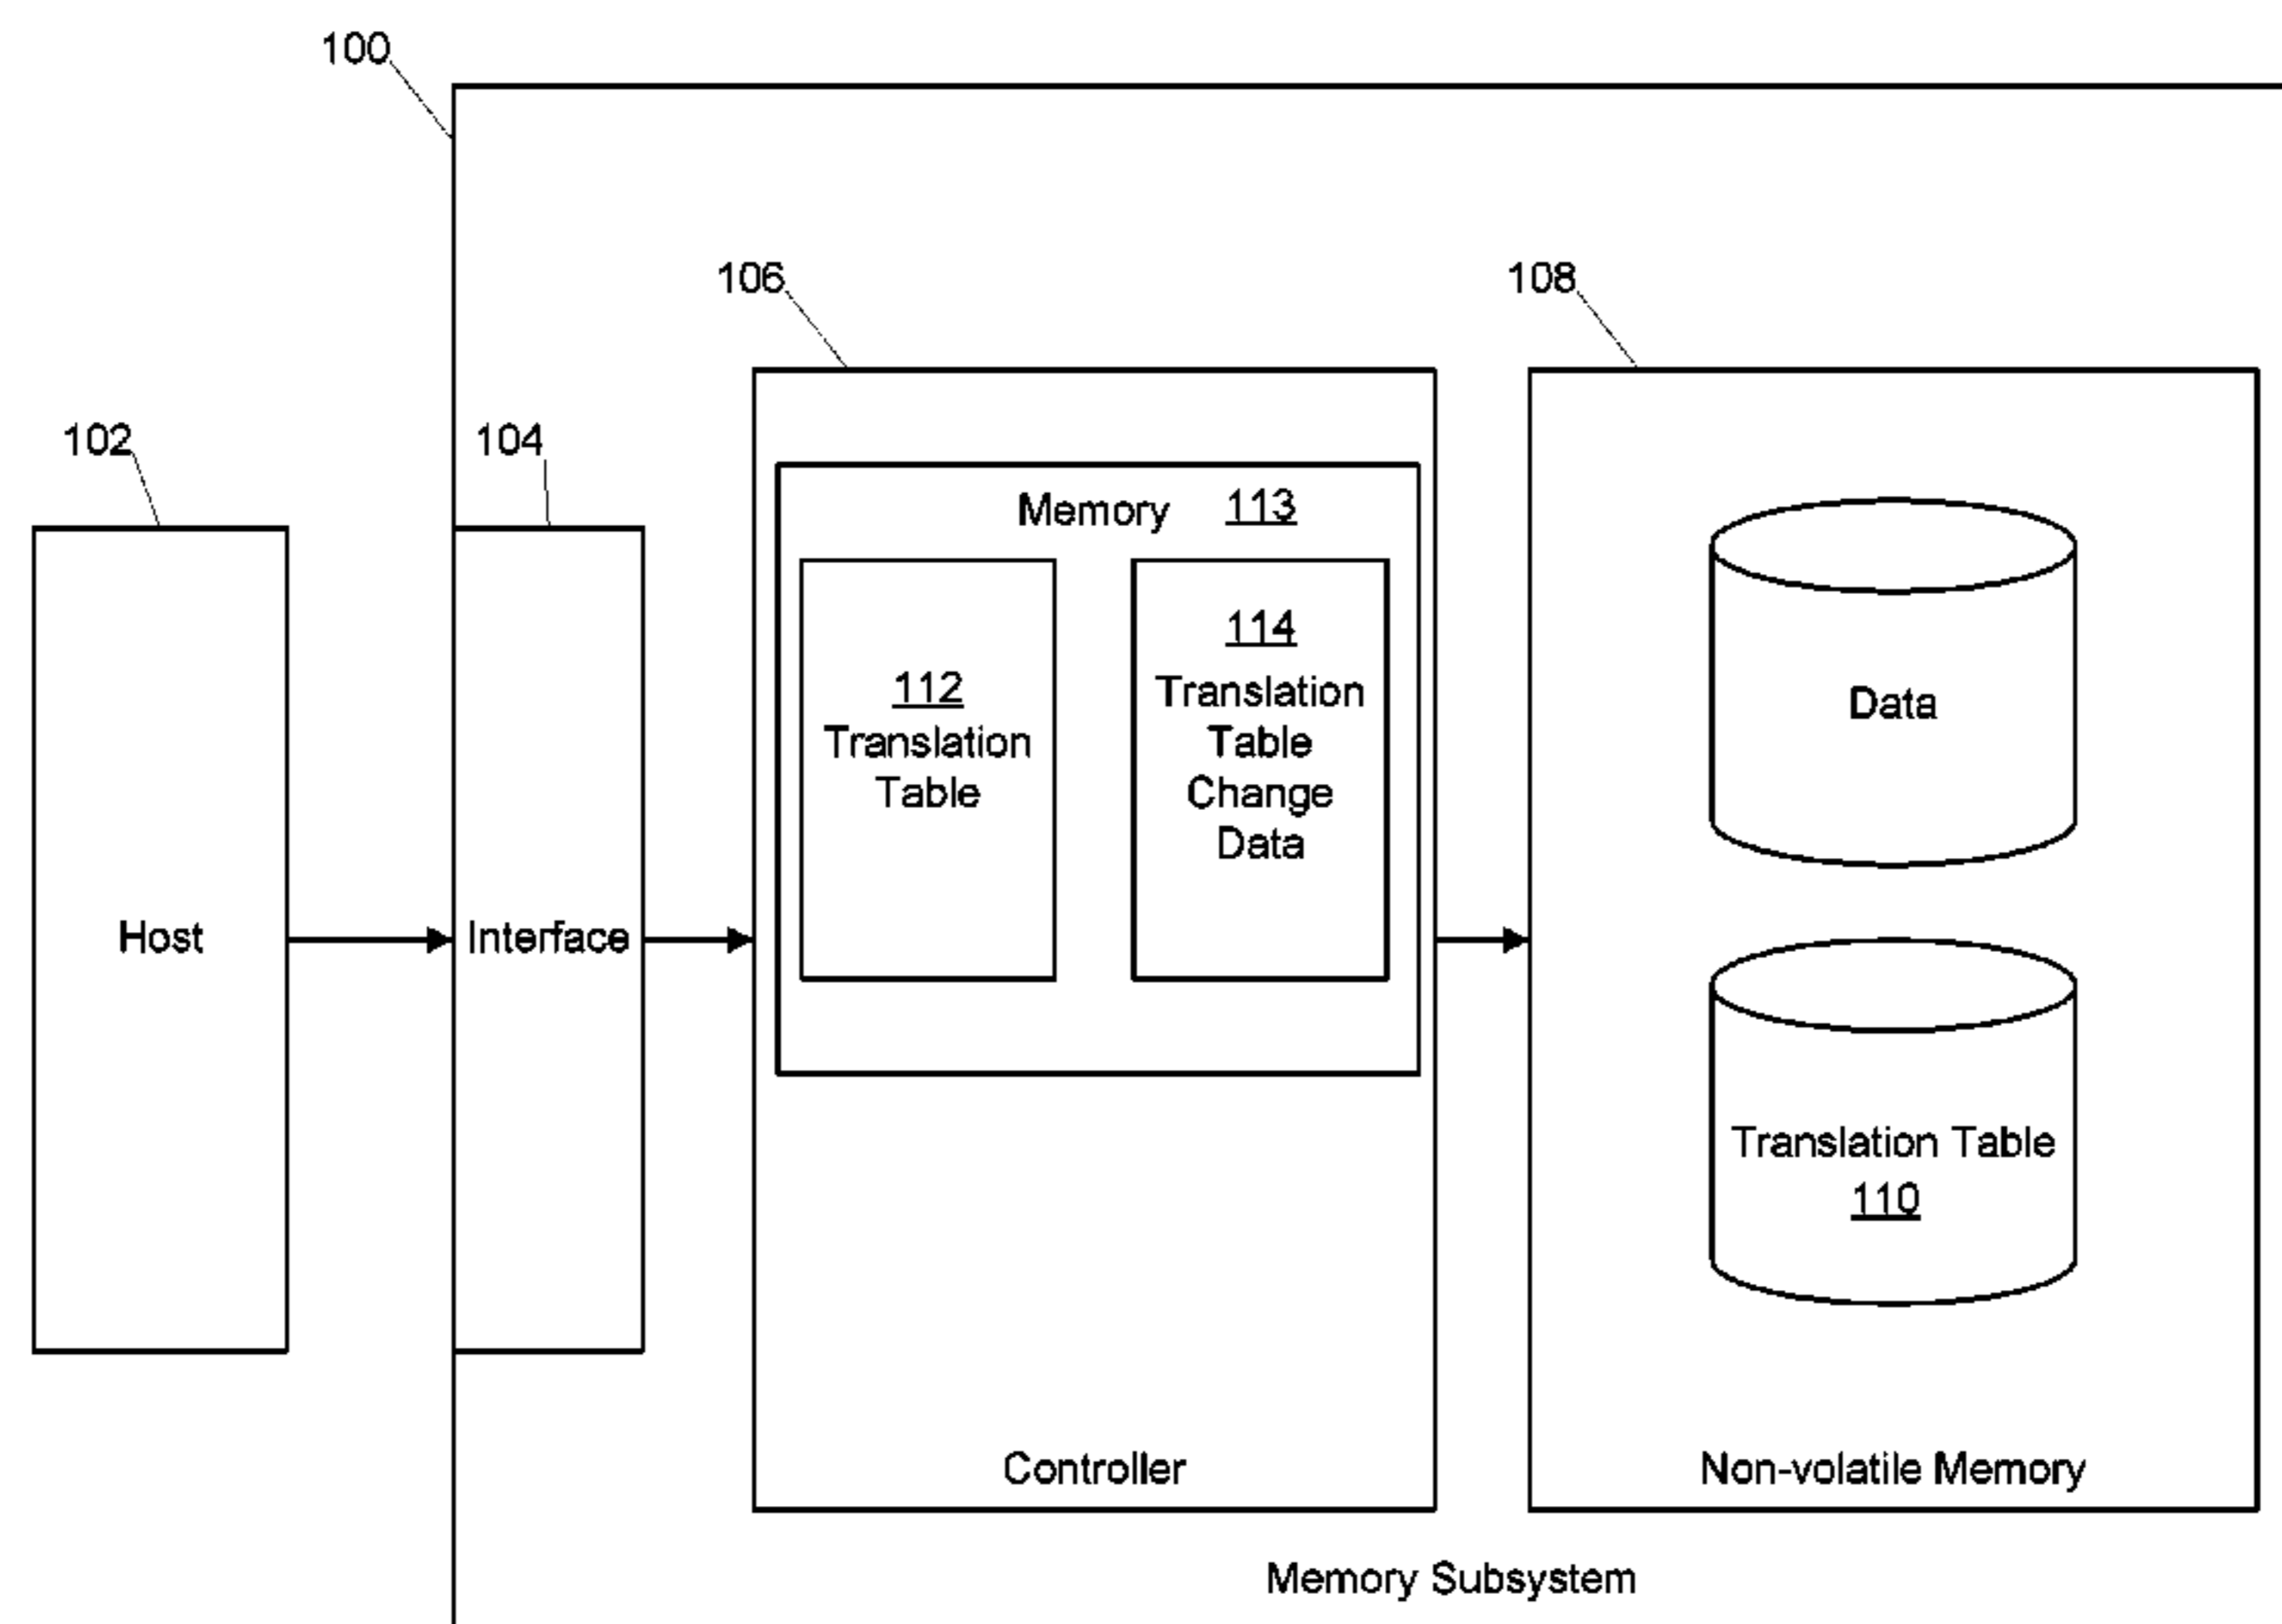 100
106
108
102
104
Memory 113
112
Translation
Table
114
Translation
Table
Change
Data
Data
Host
Interface
Translation Table
110
Controller
Non-volatile Memory
Memory Subsystem